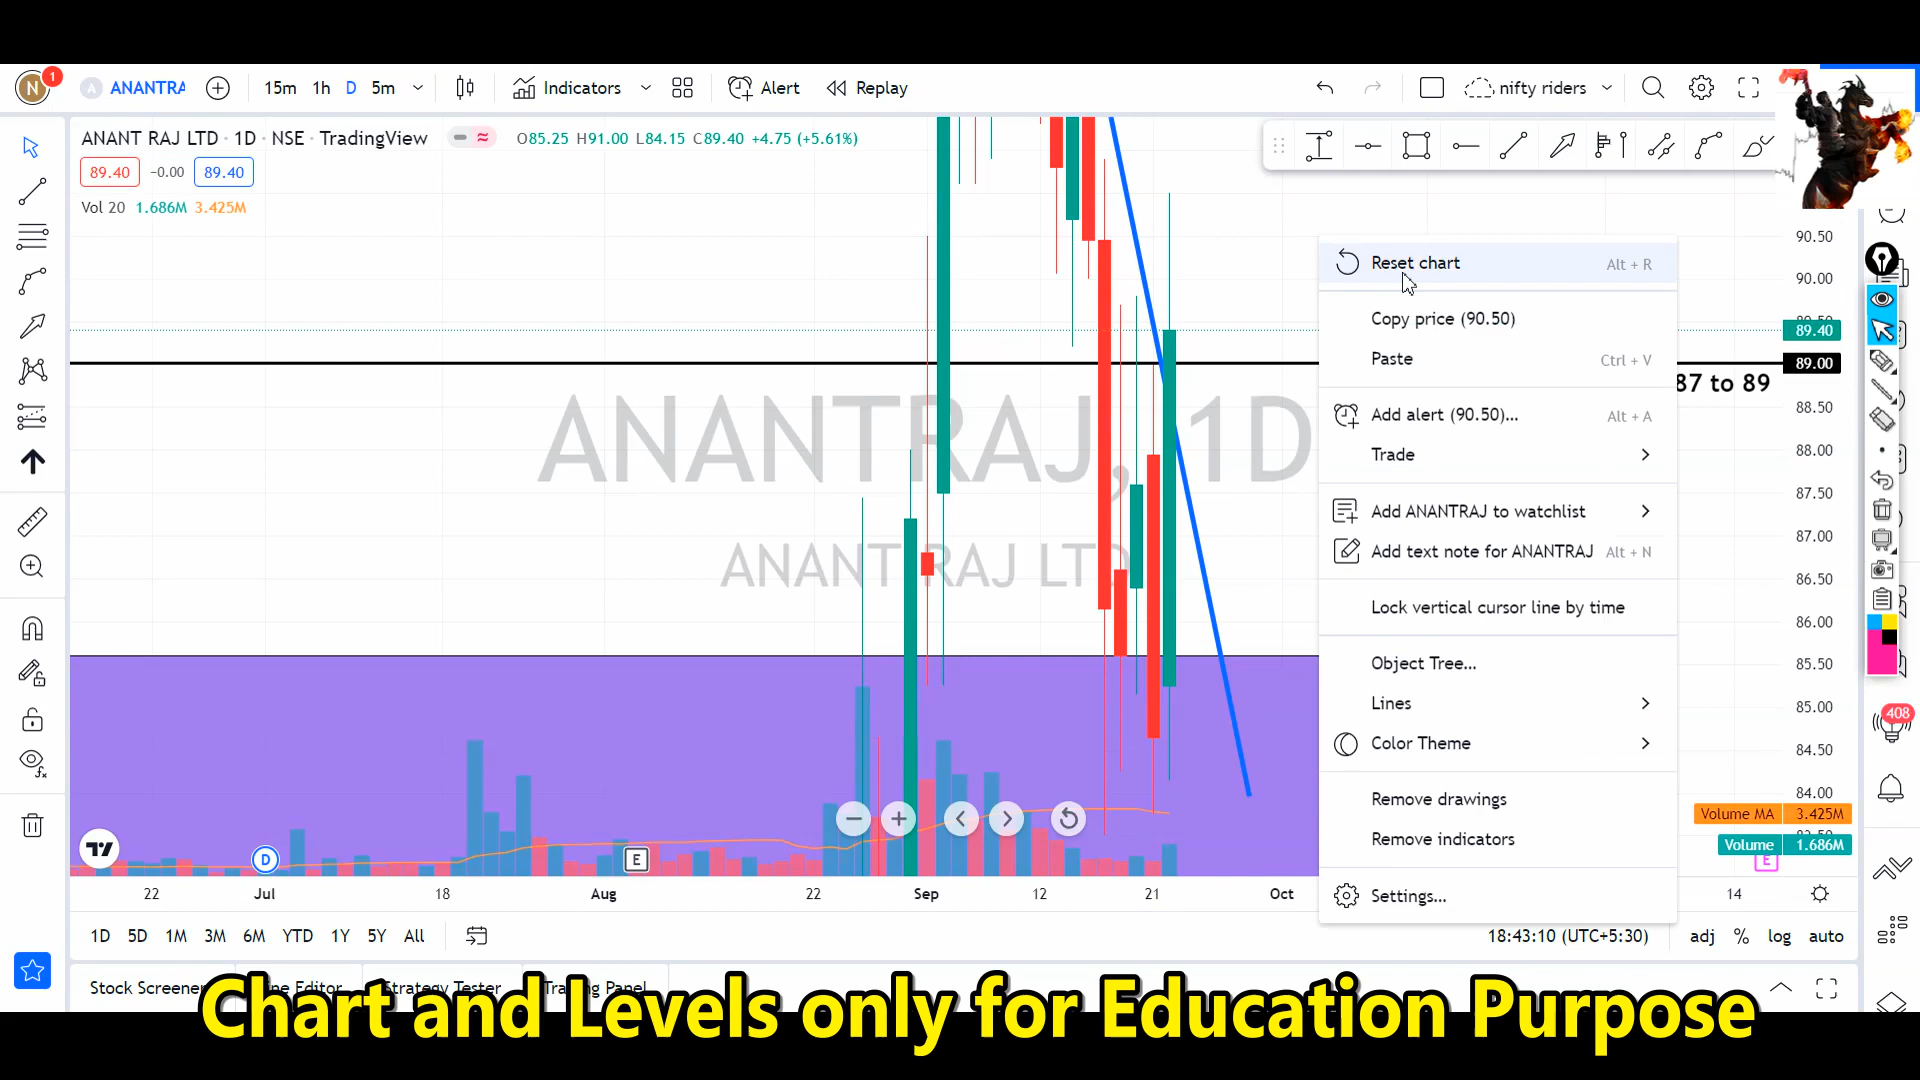 N 1 A ANANTRA 15m 1h D 5m Indicators Alert Replay nifty riders
ANANT RAJ LTD · 1D · NSE · TradingView O85.25 H91.00 L84.15 C89.40 +4.75 (+5.61%)
89.40 -0.00 89.40
Vol 20 1.686M 3.425M
90.50
90.00
89.40
89.00
87 to 89
88.50
88.00
87.50
87.00
86.50
86.00
85.50
85.00
84.50
84.00
ANANTRAJ, 1D
ANANT RAJ LTD
Reset chart Alt + R
Copy price (90.50)
Paste Ctrl + V
Add alert (90.50)... Alt + A
Trade
Add ANANTRAJ to watchlist
Add text note for ANANTRAJ Alt + N
Lock vertical cursor line by time
Object Tree...
Lines
Color Theme
Remove drawings
Remove indicators
Settings...
408
Volume MA 3.425M
Volume 1.686M
E
D E
22 Jul 18 Aug 22 Sep 12 21 Oct 14
1D 5D 1M 3M 6M YTD 1Y 5Y All 18:43:10 (UTC+5:30) adj % log auto
Stock Screener Editor Strategy Tester Trading Panel
Chart and Levels only for Education Purpose